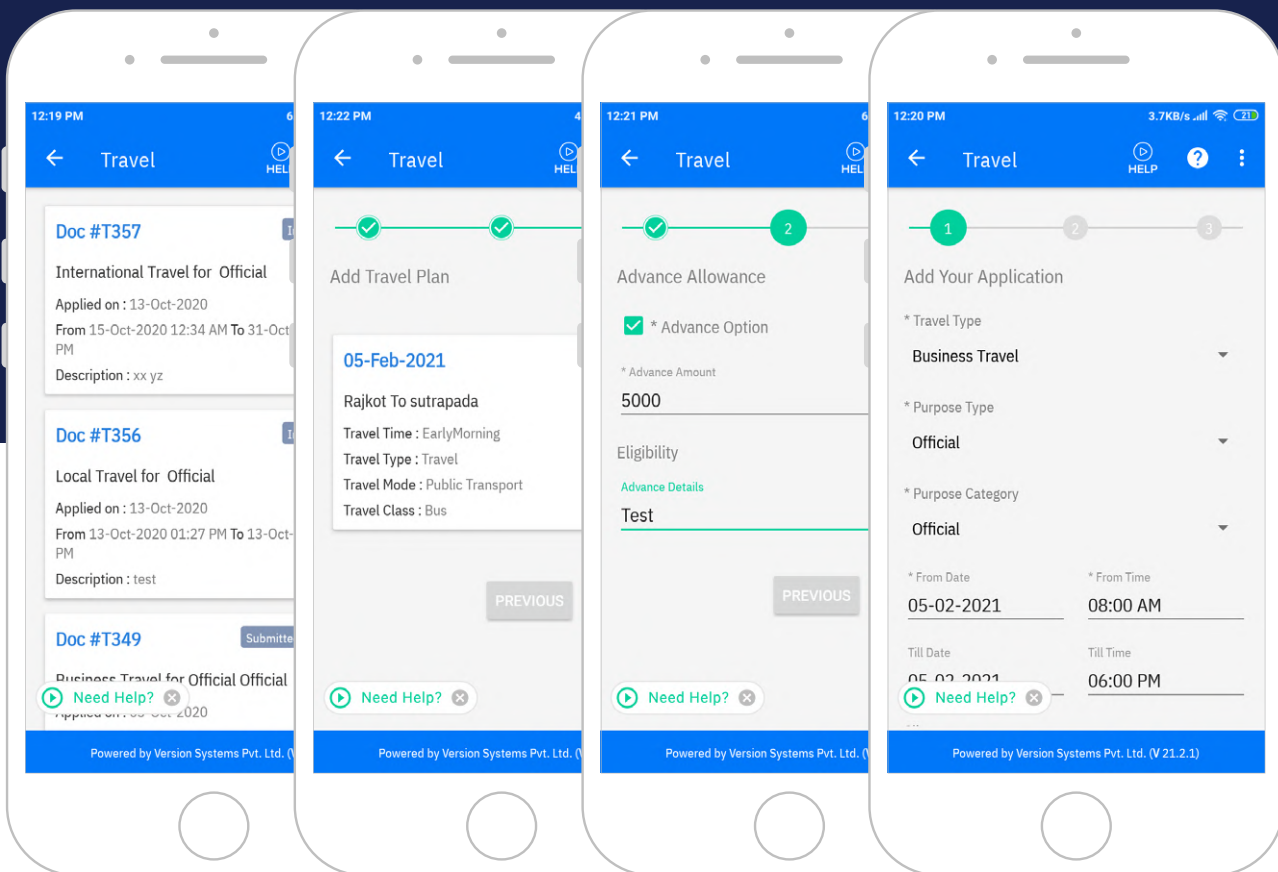 12:19 PM
Travel
Doc #T357
International Travel for Official
Applied on : 13-Oct-2020
From 15-Oct-2020 12:34 AM To 31-Oct
PM
Description : xx yz
Doc #T356
Local Travel for Official
Applied on : 13-Oct-2020
From 13-Oct-2020 01:27 PM To 13-Oct-
PM
Description : test
Doc #T349
Submitte
Business Travel for Official Official
Need Help?
Powered by Version Systems Pvt. Ltd. (
12:22 PM
Travel
Add Travel Plan
05-Feb-2021
Rajkot To sutrapada
Travel Time : EarlyMorning
Travel Type : Travel
Travel Mode : Public Transport
Travel Class : Bus
PREVIOUS
Need Help?
Powered by Version Systems Pvt. Ltd. (
12:21 PM
Travel
2
Advance Allowance
* Advance Option
* Advance Amount
5000
Eligibility
Advance Details
Test
PREVIOUS
Need Help?
Powered by Version Systems Pvt. Ltd. (
12:20 PM 3.7KB/s 21
Travel
HELP
1 2 3
Add Your Application
* Travel Type
Business Travel
* Purpose Type
Official
* Purpose Category
Official
* From Date * From Time
05-02-2021 08:00 AM
Till Date Till Time
05-02-2021 06:00 PM
Need Help?
Powered by Version Systems Pvt. Ltd. (V 21.2.1)